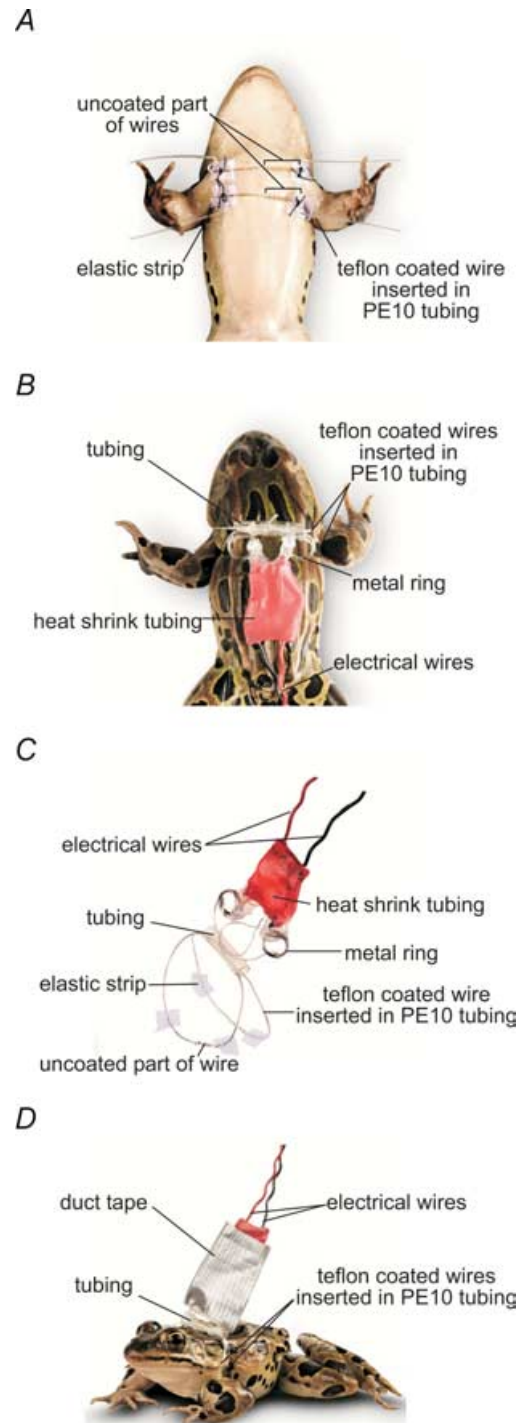 A
uncoated part
of wires
elastic strip
teflon coated wire
inserted in
PE10 tubing
B
tubing
teflon coated wires
inserted in
PE10 tubing
metal ring
heat shrink tubing
electrical wires
C
electrical wires
heat shrink tubing
tubing
metal ring
elastic strip
teflon coated wire
inserted in PE10 tubing
uncoated part of wire
D
duct tape
electrical wires
tubing
teflon coated wires
inserted in PE10 tubing